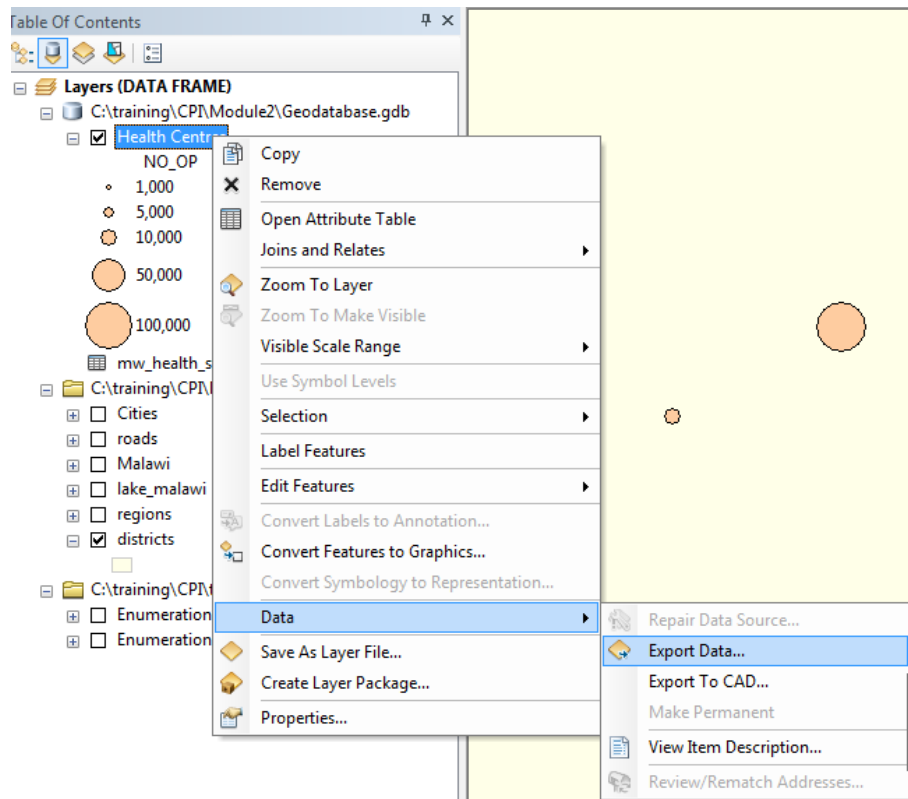 Table Of Contents
Layers (DATA FRAME)
C:\training\CPI\Module2\Geodatabase.gdb
Health Centr
NO_OP
1,000
5,000
10,000
50,000
100,000
mw_health_s
C:\training\CPI\
Cities
roads
Malawi
lake_malawi
regions
districts
C:\training\CPI\t
Enumeration
Enumeration
Copy
Remove
Open Attribute Table
Joins and Relates
Zoom To Layer
Zoom To Make Visible
Visible Scale Range
Use Symbol Levels
Selection
Label Features
Edit Features
Convert Labels to Annotation...
Convert Features to Graphics...
Convert Symbology to Representation...
Data
Save As Layer File...
Create Layer Package...
Properties...
Repair Data Source...
Export Data...
Export To CAD...
Make Permanent
View Item Description...
Review/Rematch Addresses...